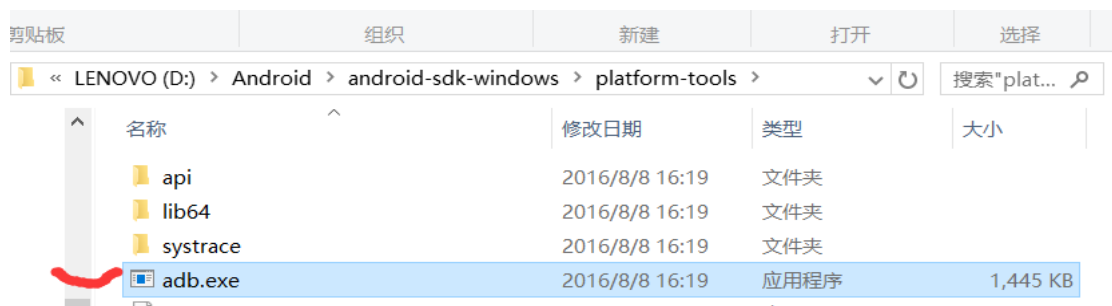 剪贴板 组织 新建 打开 选择
« LENOVO (D:) > Android > android-sdk-windows > platform-tools > 搜索"plat...
名称 修改日期 类型 大小
api 2016/8/8 16:19 文件夹
lib64 2016/8/8 16:19 文件夹
systrace 2016/8/8 16:19 文件夹
adb.exe 2016/8/8 16:19 应用程序 1,445 KB